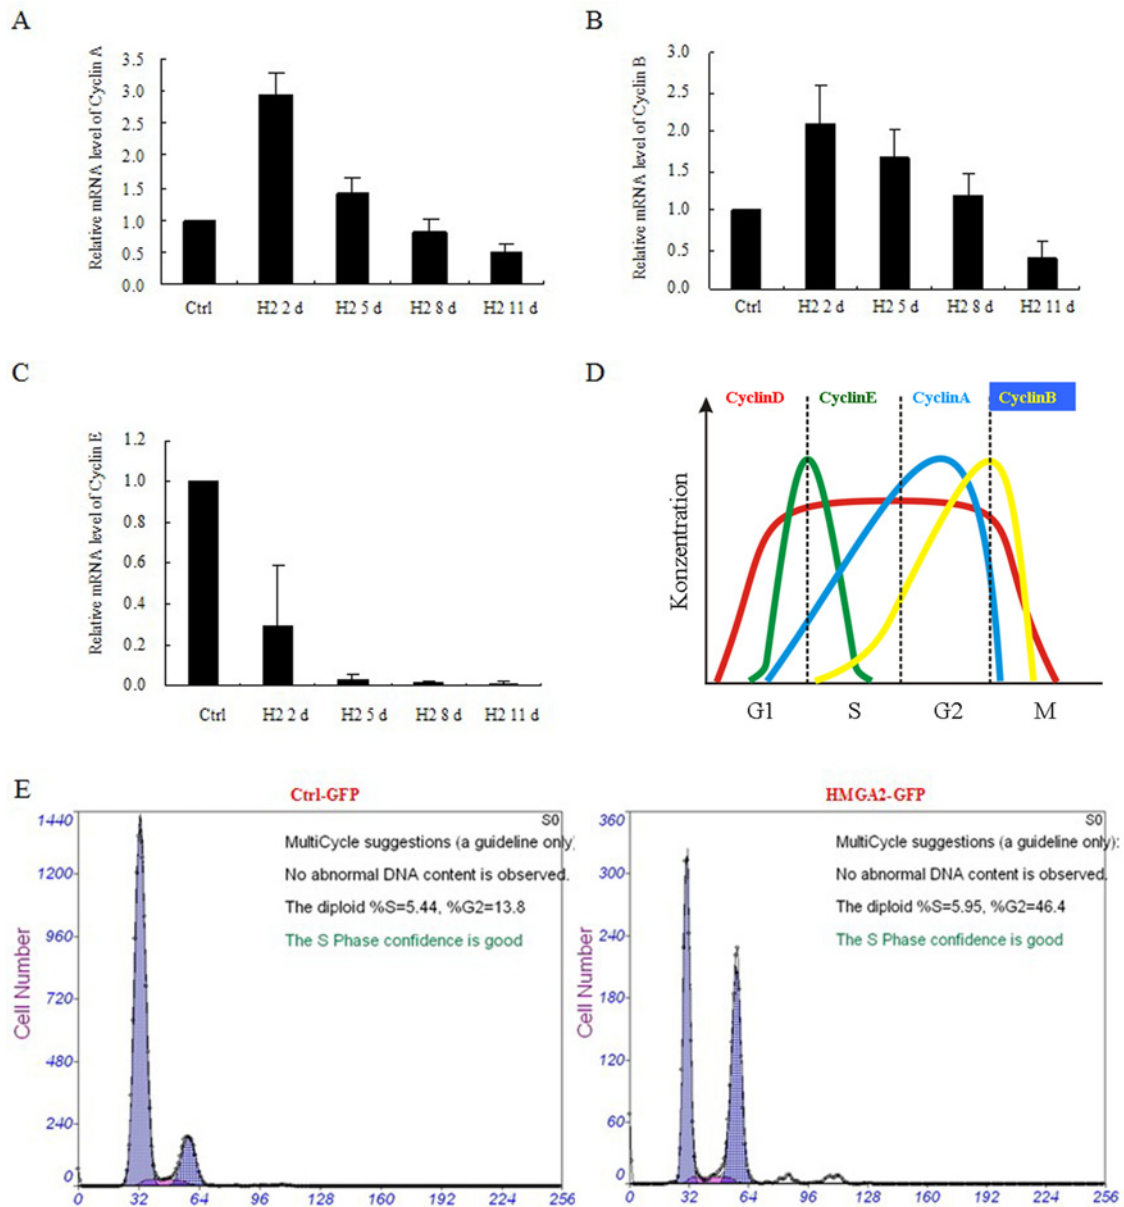 A
Relative mRNA level of Cyclin A
3.5
3.0
2.5
2.0
1.5
1.0
0.5
0.0
Ctrl H2 2 d H2 5 d H2 8 d H2 11 d
B
Relative mRNA level of Cyclin B
3.0
2.5
2.0
1.5
1.0
0.5
0.0
Ctrl H2 2 d H2 5 d H2 8 d H2 11 d
C
Relative mRNA level of Cyclin E
1.2
1.0
0.8
0.6
0.4
0.2
0.0
Ctrl H2 2 d H2 5 d H2 8 d H2 11 d
D
CyclinD CyclinE CyclinA CyclinB
Konzentration
G1 S G2 M
E
Ctrl-GFP
S0
MultiCycle suggestions (a guideline only)
No abnormal DNA content is observed.
The diploid %S=5.44, %G2=13.8
The S Phase confidence is good
Cell Number
1440
1200
960
720
480
240
0
0 32 64 96 128 160 192 224 256
HMGA2-GFP
S0
MultiCycle suggestions (a guideline only):
No abnormal DNA content is observed.
The diploid %S=5.95, %G2=46.4
The S Phase confidence is good
Cell Number
360
300
240
180
120
60
0
0 32 64 96 128 160 192 224 256